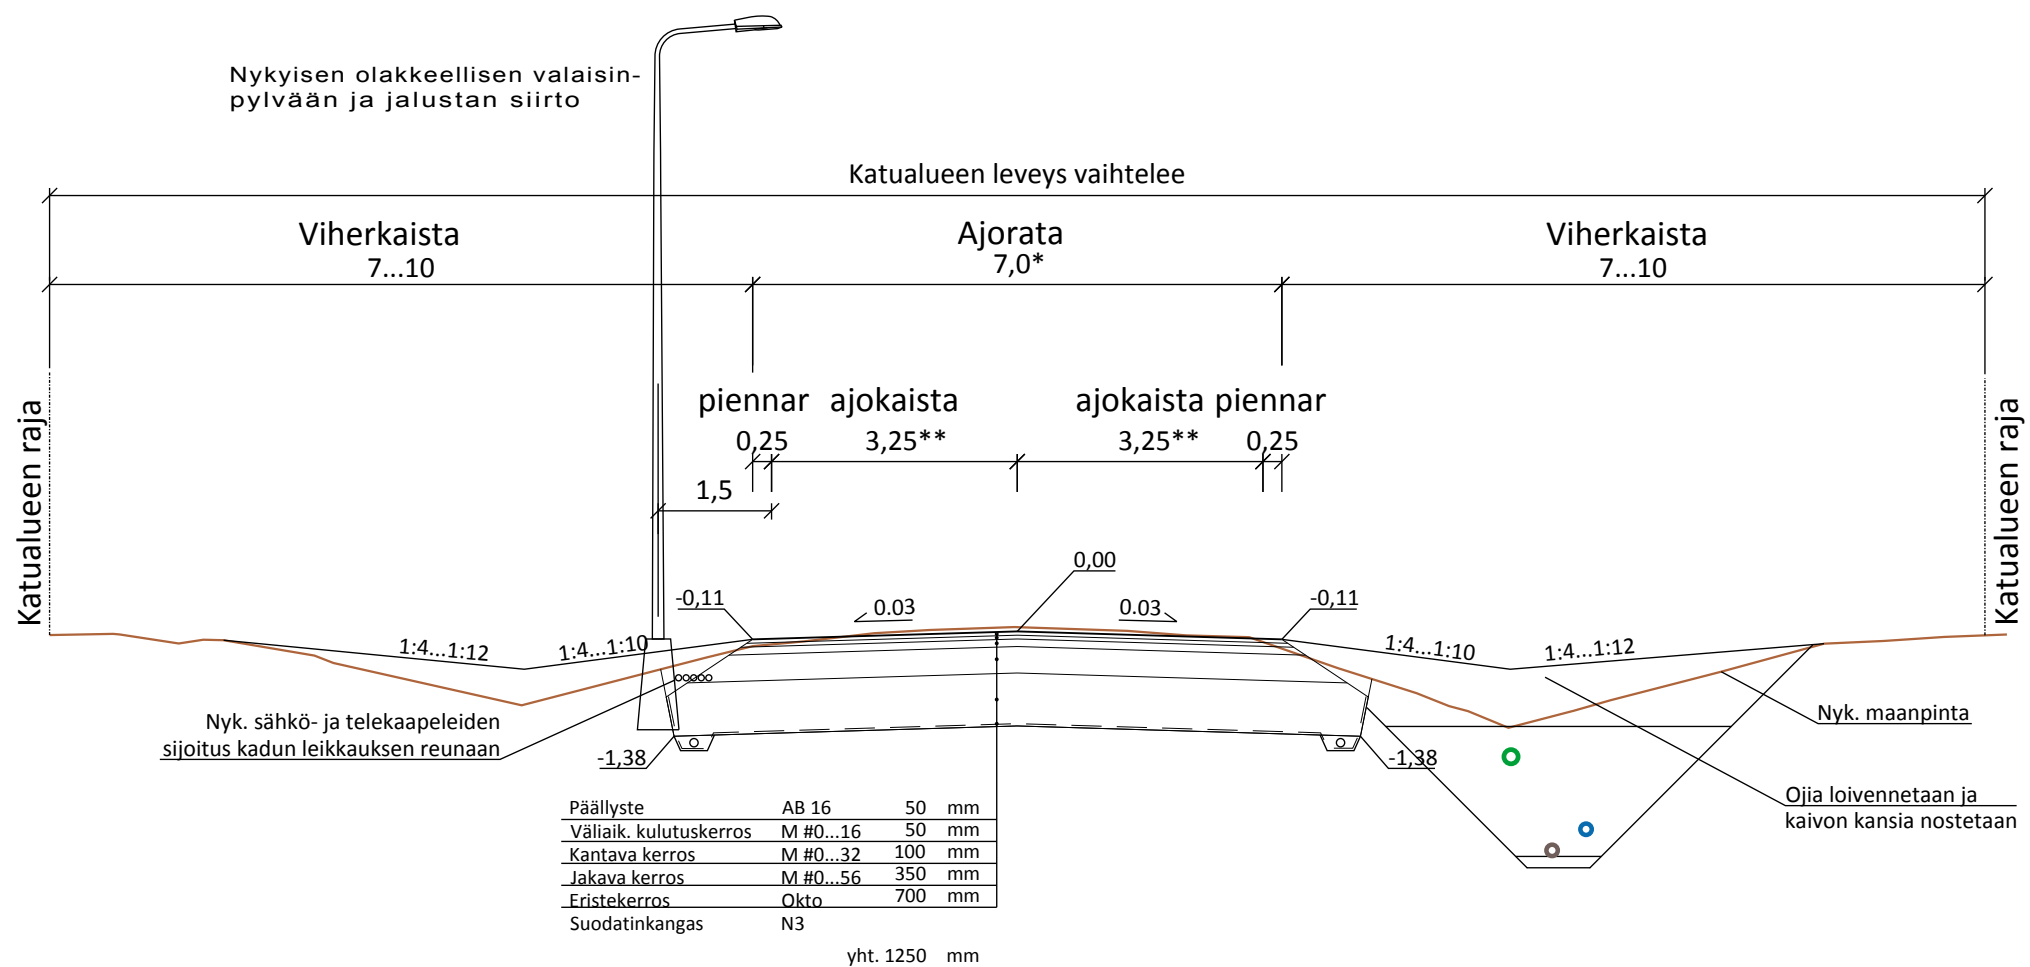 Nykyisen olakkeellisen valaisin-
pylvään ja jalustan siirto
Katualueen leveys vaihtelee
Viherkaista
7...10
Ajorata
7,0*
Viherkaista
7...10
piennar
0,25
ajokaista
3,25**
ajokaista
3,25**
piennar
0,25
1,5
Katualueen raja
Katualueen raja
0,00
-0,11
0.03
0.03
-0,11
1:4...1:12
1:4...1:10
1:4...1:10
1:4...1:12
Nyk. sähkö- ja telekaapeleiden
sijoitus kadun leikkauksen reunaan
-1,38
-1,38
Nyk. maanpinta
Ojia loivennetaan ja
kaivon kansia nostetaan
Päällyste AB 16 50 mm
Väliaik. kulutuskerros M #0...16 50 mm
Kantava kerros M #0...32 100 mm
Jakava kerros M #0...56 350 mm
Eristekerros Okto 700 mm
Suodatinkangas N3
yht. 1250 mm